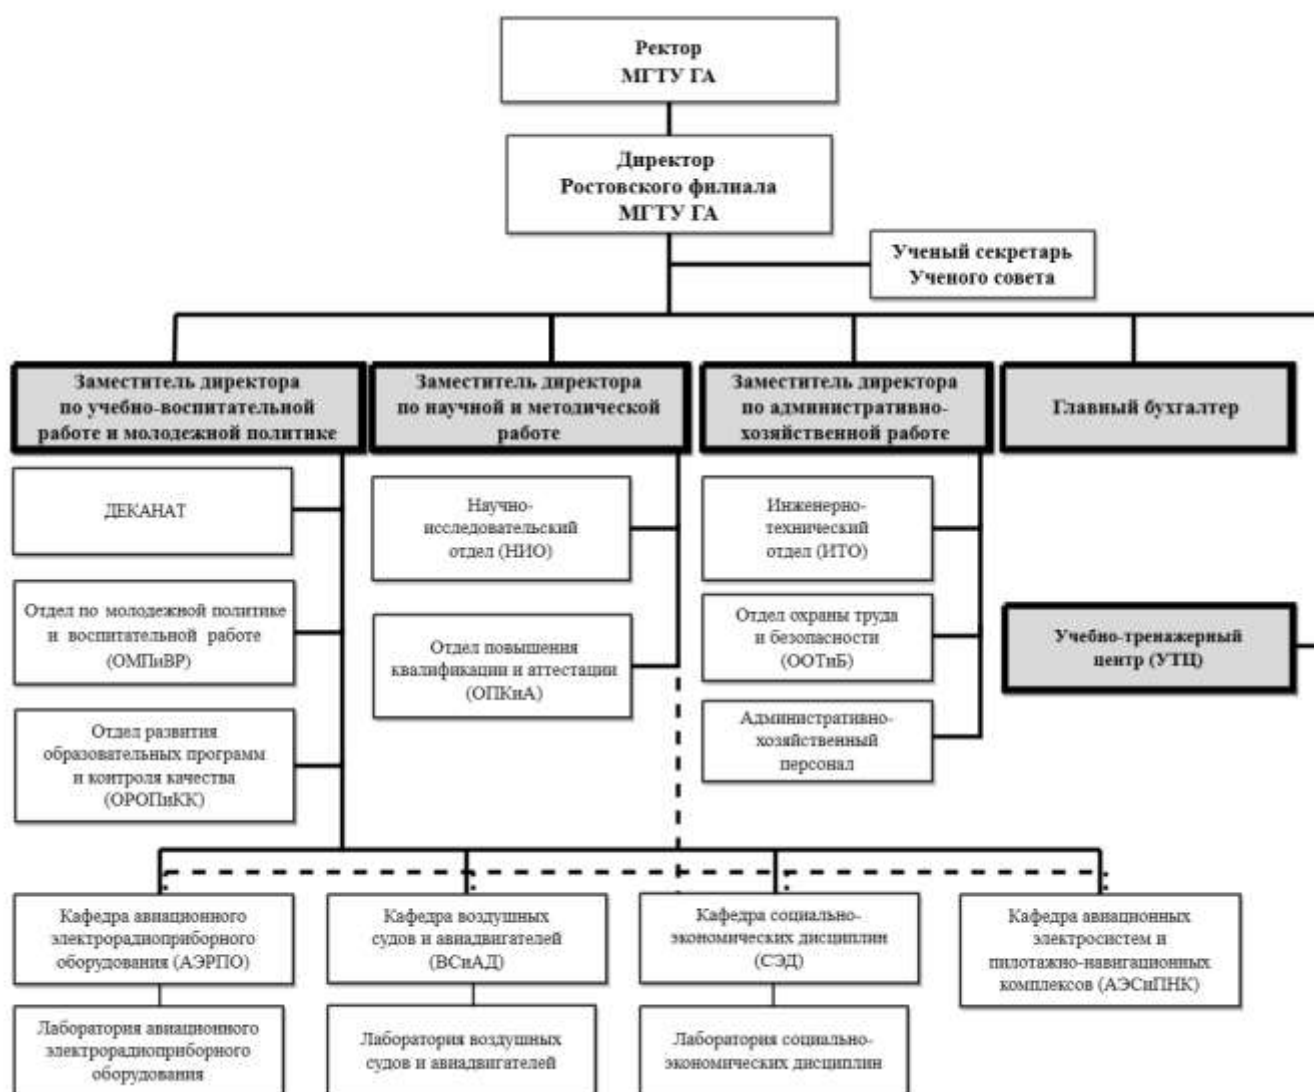 Ректор
МГТУ ГА
Директор
Ростовского филиала
МГТУ ГА
Ученый секретарь
Ученого совета
Заместитель директора
по учебно-воспитательной
работе и молодежной политике
Заместитель директора
по научной и методической
работе
Заместитель директора
по административно-
хозяйственной работе
Главный бухгалтер
ДЕКАНАТ
Отдел по молодежной политике
и воспитательной работе
(ОМПиВР)
Отдел развития
образовательных программ
и контроля качества
(ОРОПиКК)
Научно-
исследовательский
отдел (НИО)
Отдел повышения
квалификации и аттестации
(ОПКиА)
Инженерно-
технический
отдел (ИТО)
Отдел охраны труда
и безопасности
(ООТиБ)
Административно-
хозяйственный
персонал
Учебно-тренажерный
центр (УТЦ)
Кафедра авиационного
электрорадиоприборного
оборудования (АЭРПО)
Кафедра воздушных
судов и авиадвигателей
(ВСиАД)
Кафедра социально-
экономических дисциплин
(СЭД)
Кафедра авиационных
электросистем и
пилотажно-навигационных
комплексов (АЭСиПНК)
Лаборатория авиационного
электрорадиоприборного
оборудования
Лаборатория воздушных
судов и авиадвигателей
Лаборатория социально-
экономических дисциплин